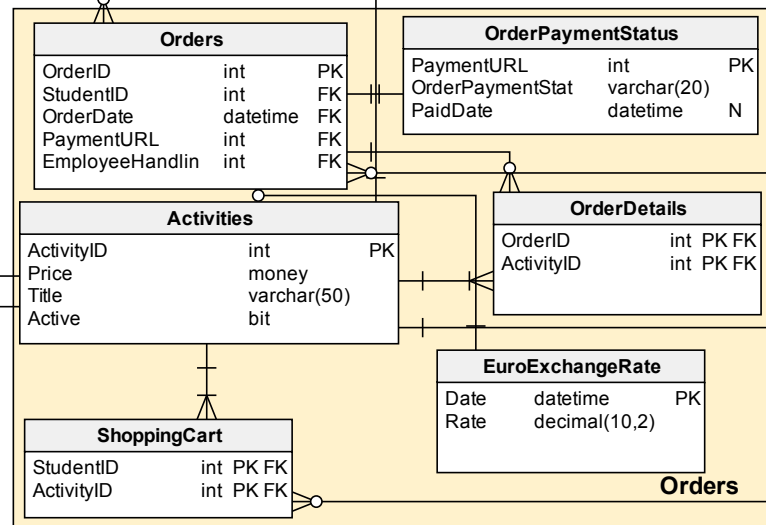 Orders
OrderID int PK
StudentID int FK
OrderDate datetime FK
PaymentURL int FK
EmployeeHandlin int FK
OrderPaymentStatus
PaymentURL int PK
OrderPaymentStat varchar(20)
PaidDate datetime N
Activities
ActivityID int PK
Price money
Title varchar(50)
Active bit
OrderDetails
OrderID int PK FK
ActivityID int PK FK
EuroExchangeRate
Date datetime PK
Rate decimal(10,2)
ShoppingCart
StudentID int PK FK
ActivityID int PK FK
Orders